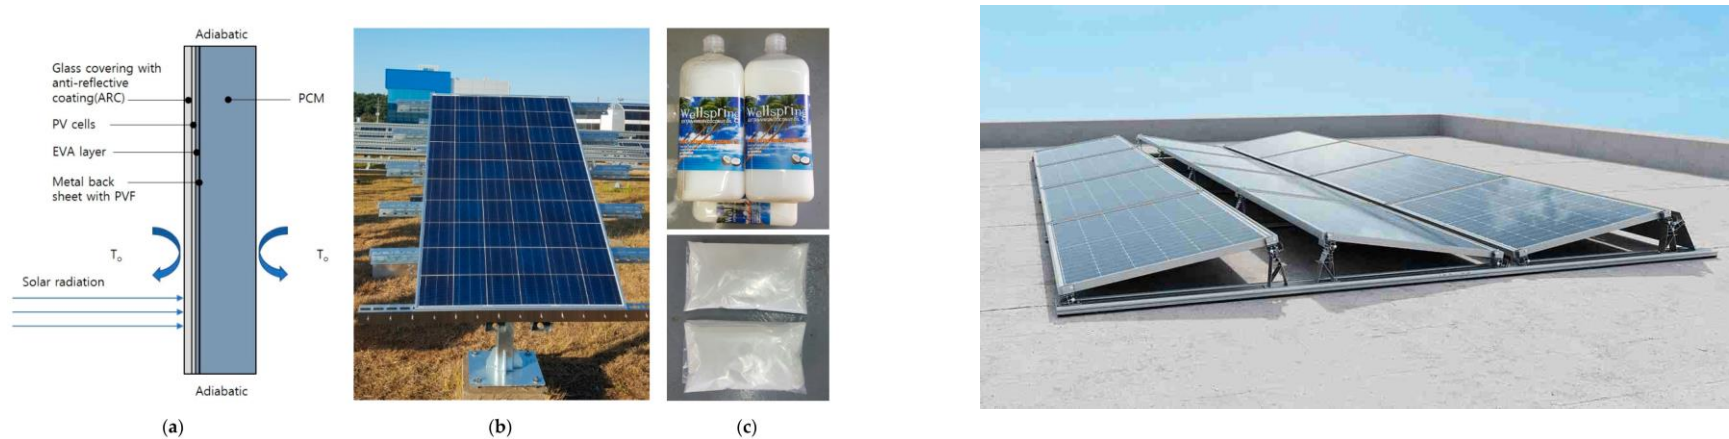 Adiabatic
Glass covering with
anti-reflective
coating(ARC)
PCM
PV cells
EVA layer
Metal back
sheet with PVF
To
To
Solar radiation
Adiabatic
Wellspring
Wellspring
Wellspring
(a)
(b)
(c)